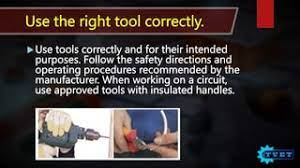 Use the right tool correctly.
•Use tools correctly and for their intended
purposes. Follow the safety directions and
operating procedures recommended by the
manufacturer. When working on a circuit,
use approved tools with insulated handles.
TVET